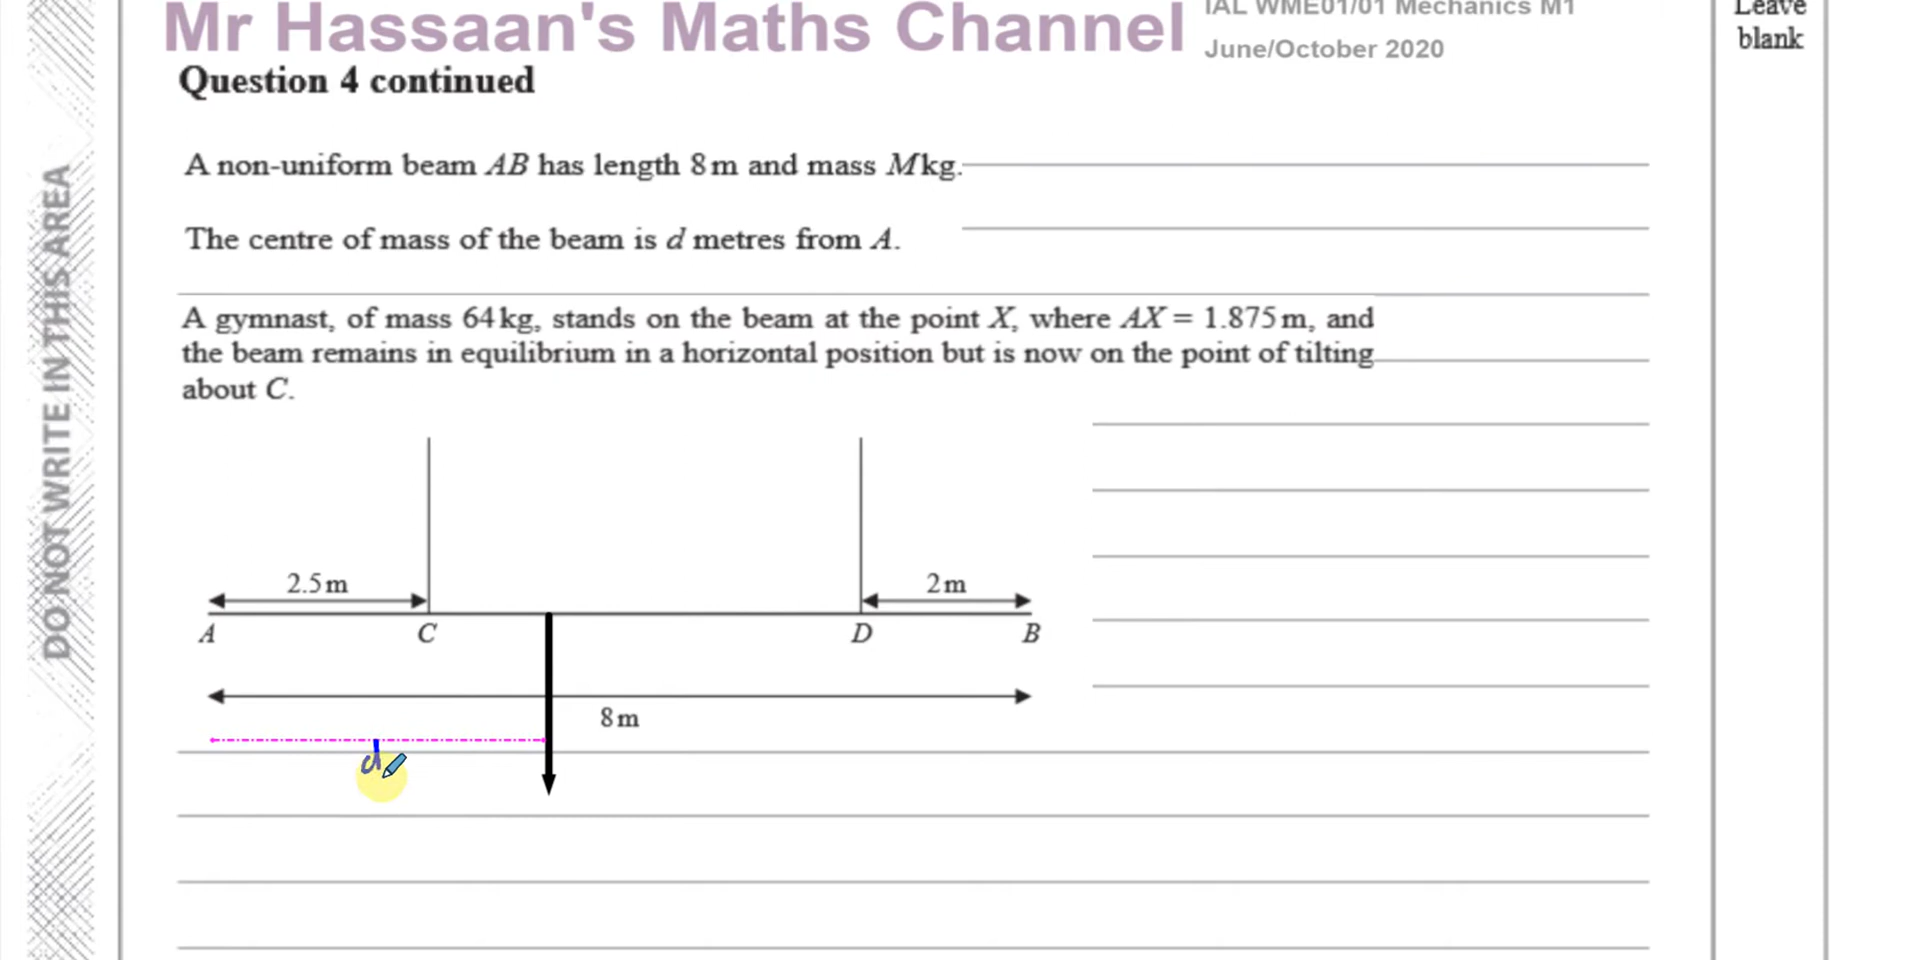 Mr Hassaan's Maths Channel
IAL WME01/01 Mechanics M1
June/October 2020
Leave
blank
Question 4 continued
DO NOT WRITE IN THIS AREA
A non-uniform beam AB has length 8 m and mass M kg.
The centre of mass of the beam is d metres from A.
A gymnast, of mass 64 kg, stands on the beam at the point X, where AX = 1.875 m, and
the beam remains in equilibrium in a horizontal position but is now on the point of tilting
about C.
2.5 m
2 m
A
C
D
B
8 m
d